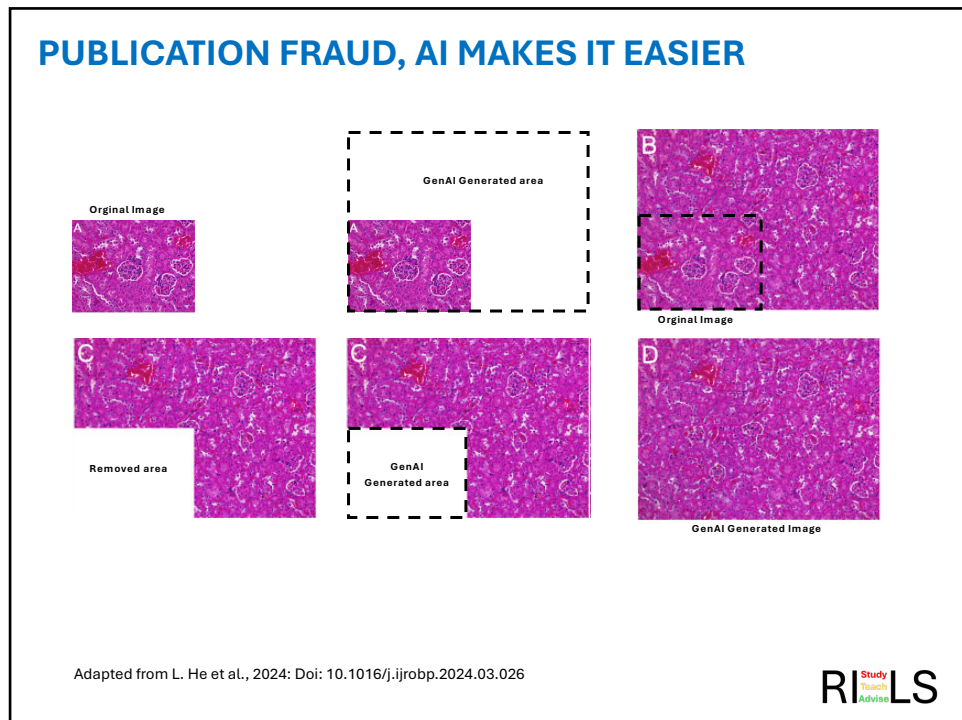 PUBLICATION FRAUD, AI MAKES IT EASIER
Orginal Image
A
GenAI Generated area
A
B
Orginal Image
C
Removed area
C
GenAI
Generated area
D
GenAI Generated Image
Adapted from L. He et al., 2024: Doi: 10.1016/j.ijrobp.2024.03.026
RI LS
Study
Teach
Advise